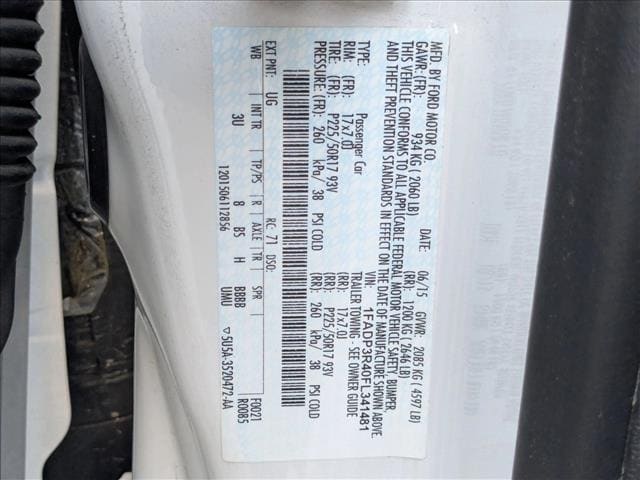 MFD. BY FORD MOTOR CO.
DATE: 06/15 GVWR: 2085 KG ( 4597 LB)
GAWR:(FR): 934 KG ( 2060 LB) (RR): 1200 KG ( 2646 LB)
THIS VEHICLE CONFORMS TO ALL APPLICABLE FEDERAL MOTOR VEHICLE SAFETY, BUMPER,
AND THEFT PREVENTION STANDARDS IN EFFECT ON THE DATE OF MANUFACTURE SHOWN ABOVE.
VIN: 1FADP3R40FL341481
TYPE: Passenger Car TRAILER TOWING - SEE OWNER GUIDE
RIM: (FR): 17x7.0J (RR): 17x7.0J
TIRE: (FR): P225/50R17 93V (RR): P225/50R17 93V
PRESSURE: (FR): 260 kPa/ 38 PSI COLD (RR): 260 kPa/ 38 PSI COLD
EXT PNT: UG RC: 71 DSO: F0021
WB INT TR TP/PS R AXLE TR SPR R0085
3U 8 B5 H BBBB
UMU
1201506112856 5U5A-3520472-AA